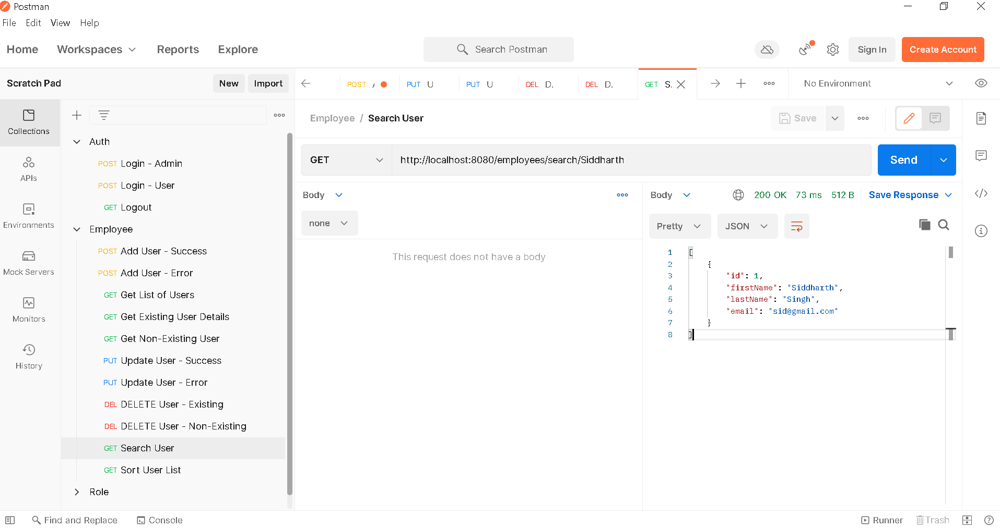 Postman
File Edit View Help
Home Workspaces Reports Explore Search Postman Sign In Create Account
Scratch Pad New Import
POST PUT U PUT U DEL D. DEL D. GET S. No Environment
Collections
APIs
Environments
Mock Servers
Monitors
History
Auth
POST Login - Admin
POST Login - User
GET Logout
Employee
POST Add User - Success
POST Add User - Error
GET Get List of Users
GET Get Existing User Details
GET Get Non-Existing User
PUT Update User - Success
PUT Update User - Error
DEL DELETE User - Existing
DEL DELETE User - Non-Existing
GET Search User
GET Sort User List
Role
Employee / Search User Save
GET http://localhost:8080/employees/search/Siddharth Send
Body
none
This request does not have a body
Body 200 OK 73 ms 512 B Save Response
Pretty JSON
1 [
2 {
3 "id": 1,
4 "firstName": "Siddharth",
5 "lastName": "Singh",
6 "email": "sid@gmail.com"
7 }
8 ]
Find and Replace Console Runner Trash